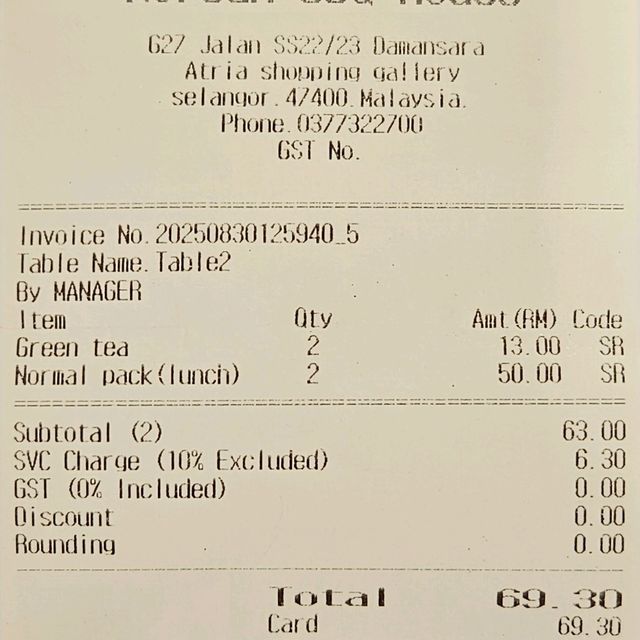 G27 Jalan SS22/23 Damansara
Atria shopping gallery
selangor.47400.Malaysia.
Phone.0377322700
GST No.
Invoice No.20250830125940_5
Table Name.Table2
By MANAGER
Item Qty Amt(RM) Code
Green tea 2 13.00 SR
Normal pack(lunch) 2 50.00 SR
Subtotal (2) 63.00
SVC Charge (10% Excluded) 6.30
GST (0% Included) 0.00
Discount 0.00
Rounding 0.00
Total 69.30
Card 69.30